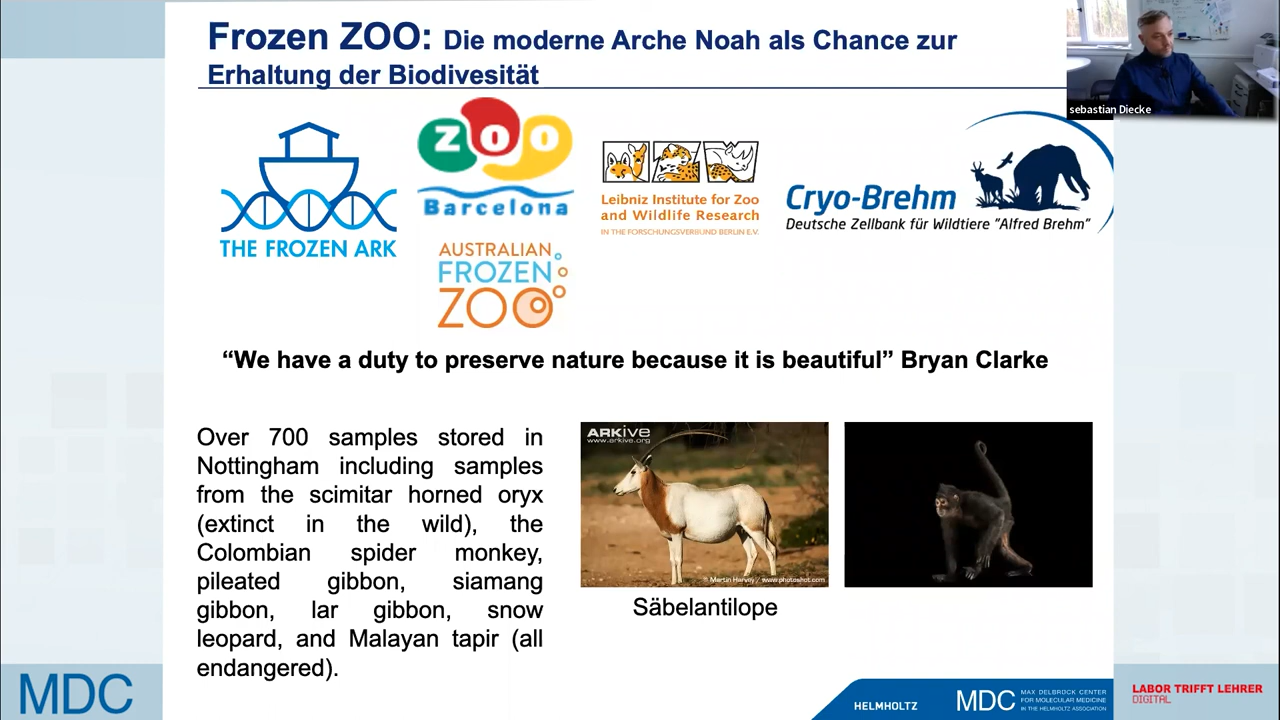 Frozen ZOO: Die moderne Arche Noah als Chance zur
Erhaltung der Biodivesität
sebastian Diecke
THE FROZEN ARK
ZOO
Barcelona
AUSTRALIAN
FROZEN
ZOO
Leibniz Institute for Zoo
and Wildlife Research
IN THE FORSCHUNGSVERBUND BERLIN E.V.
Cryo-Brehm
Deutsche Zellbank für Wildtiere "Alfred Brehm"
“We have a duty to preserve nature because it is beautiful” Bryan Clarke
Over 700 samples stored in
Nottingham including samples
from the scimitar horned oryx
(extinct in the wild), the
Colombian spider monkey,
pileated gibbon, siamang
gibbon, lar gibbon, snow
leopard, and Malayan tapir (all
endangered).
ARKIVE
www.arkive.org
© Martin Harvey / www.photoshot.com
Säbelantilope
MDC
HELMHOLTZ
MDC
MAX DELBRÜCK CENTER
FOR MOLECULAR MEDICINE
IN THE HELMHOLTZ ASSOCIATION
LABOR TRIFFT LEHRER
DIGITAL